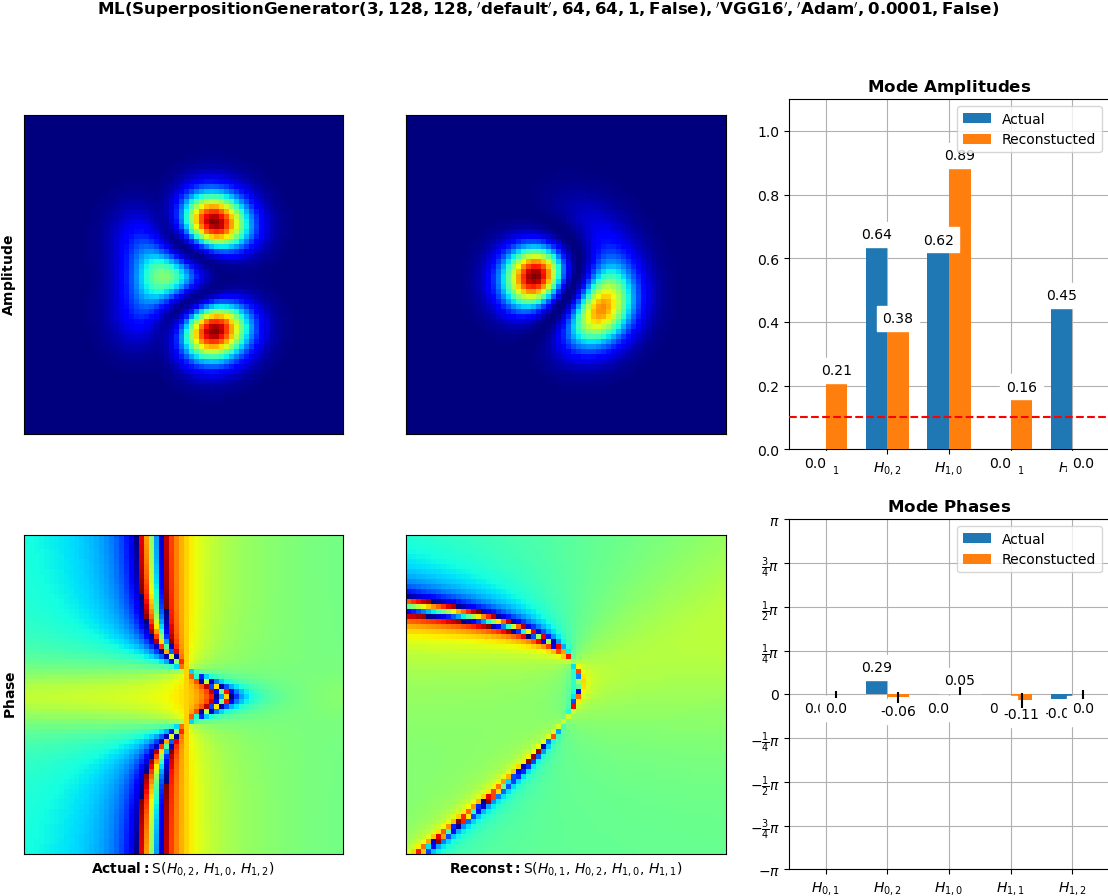 ML(SuperpositionGenerator(3, 128, 128, 'default', 64, 64, 1, False), 'VGG16', 'Adam', 0.0001, False)
Amplitude
Mode Amplitudes
Actual
Reconstucted
1.0
0.8
0.6
0.4
0.2
0.0
0.21
0.64
0.38
0.62
0.89
0.16
0.45
0.0 1
H0, 2
H1, 0
0.0 1
0.0
Phase
Actual: S(H0, 2, H1, 0, H1, 2)
Reconst: S(H0, 1, H0, 2, H1, 0, H1, 1)
Mode Phases
Actual
Reconstucted
π
3/4π
1/2π
1/4π
0
−1/4π
−1/2π
−3/4π
−π
0.0
0.29
-0.06
0.0
0.05
-0.11
0.0
H0, 1
H0, 2
H1, 0
H1, 1
H1, 2